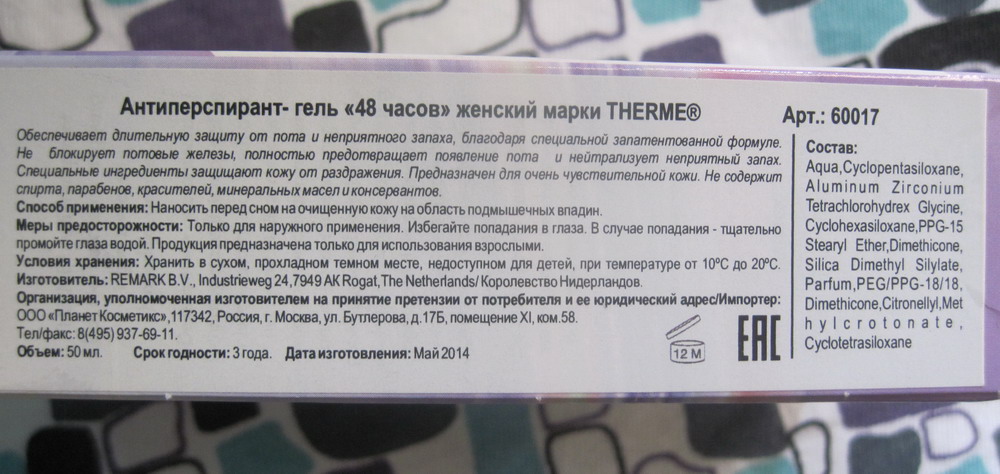 Антиперспирант- гель «48 часов» женский марки THERME®
Обеспечивает длительную защиту от пота и неприятного запаха, благодаря специальной запатентованной формуле.
Не блокирует потовые железы, полностью предотвращает появление пота и нейтрализует неприятный запах.
Специальные ингредиенты защищают кожу от раздражения. Предназначен для очень чувствительной кожи. Не содержит
спирта, парабенов, красителей, минеральных масел и консервантов.
Способ применения: Наносить перед сном на очищенную кожу на область подмышечных впадин.
Меры предосторожности: Только для наружного применения. Избегайте попадания в глаза. В случае попадания - тщательно
промойте глаза водой. Продукция предназначена только для использования взрослыми.
Условия хранения: Хранить в сухом, прохладном темном месте, недоступном для детей, при температуре от 10ºС до 20ºС.
Изготовитель: REMARK B.V., Industrieweg 24,7949 AK Rogat,The Netherlands/ Королевство Нидерландов.
Организация, уполномоченная изготовителем на принятие претензии от потребителя и ее юридический адрес/Импортер:
ООО «Планет Косметикс»,117342, Россия, г. Москва, ул. Бутлерова, д.17Б, помещение XI, ком.58.
Тел/факс: 8(495) 937-69-11.
Объем: 50 мл. Срок годности: 3 года. Дата изготовления: Май 2014
12 M
EAC
Арт.: 60017
Состав:
Aqua,Cyclopentasiloxane,
Aluminum Zirconium
Tetrachlorohydrex Glycine,
Cyclohexasiloxane,PPG-15
Stearyl Ether,Dimethicone,
Silica Dimethyl Silylate,
Parfum,PEG/PPG-18/18,
Dimethicone,Citronellyl,Met
hylcrotonate,
Cyclotetrasiloxane